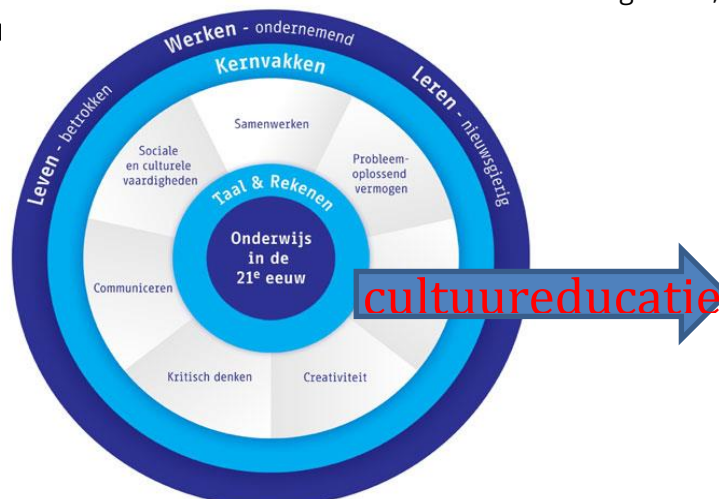 Werken - ondernemend
Kernvakken
Leren - nieuwsgierig
Leven - betrokken
Samenwerken
Sociale
en culturele
vaardigheden
Probleem-
oplossend
vermogen
Taal & Rekenen
Onderwijs
in de
21e eeuw
Communiceren
cultuureducatie
Kritisch denken
Creativiteit